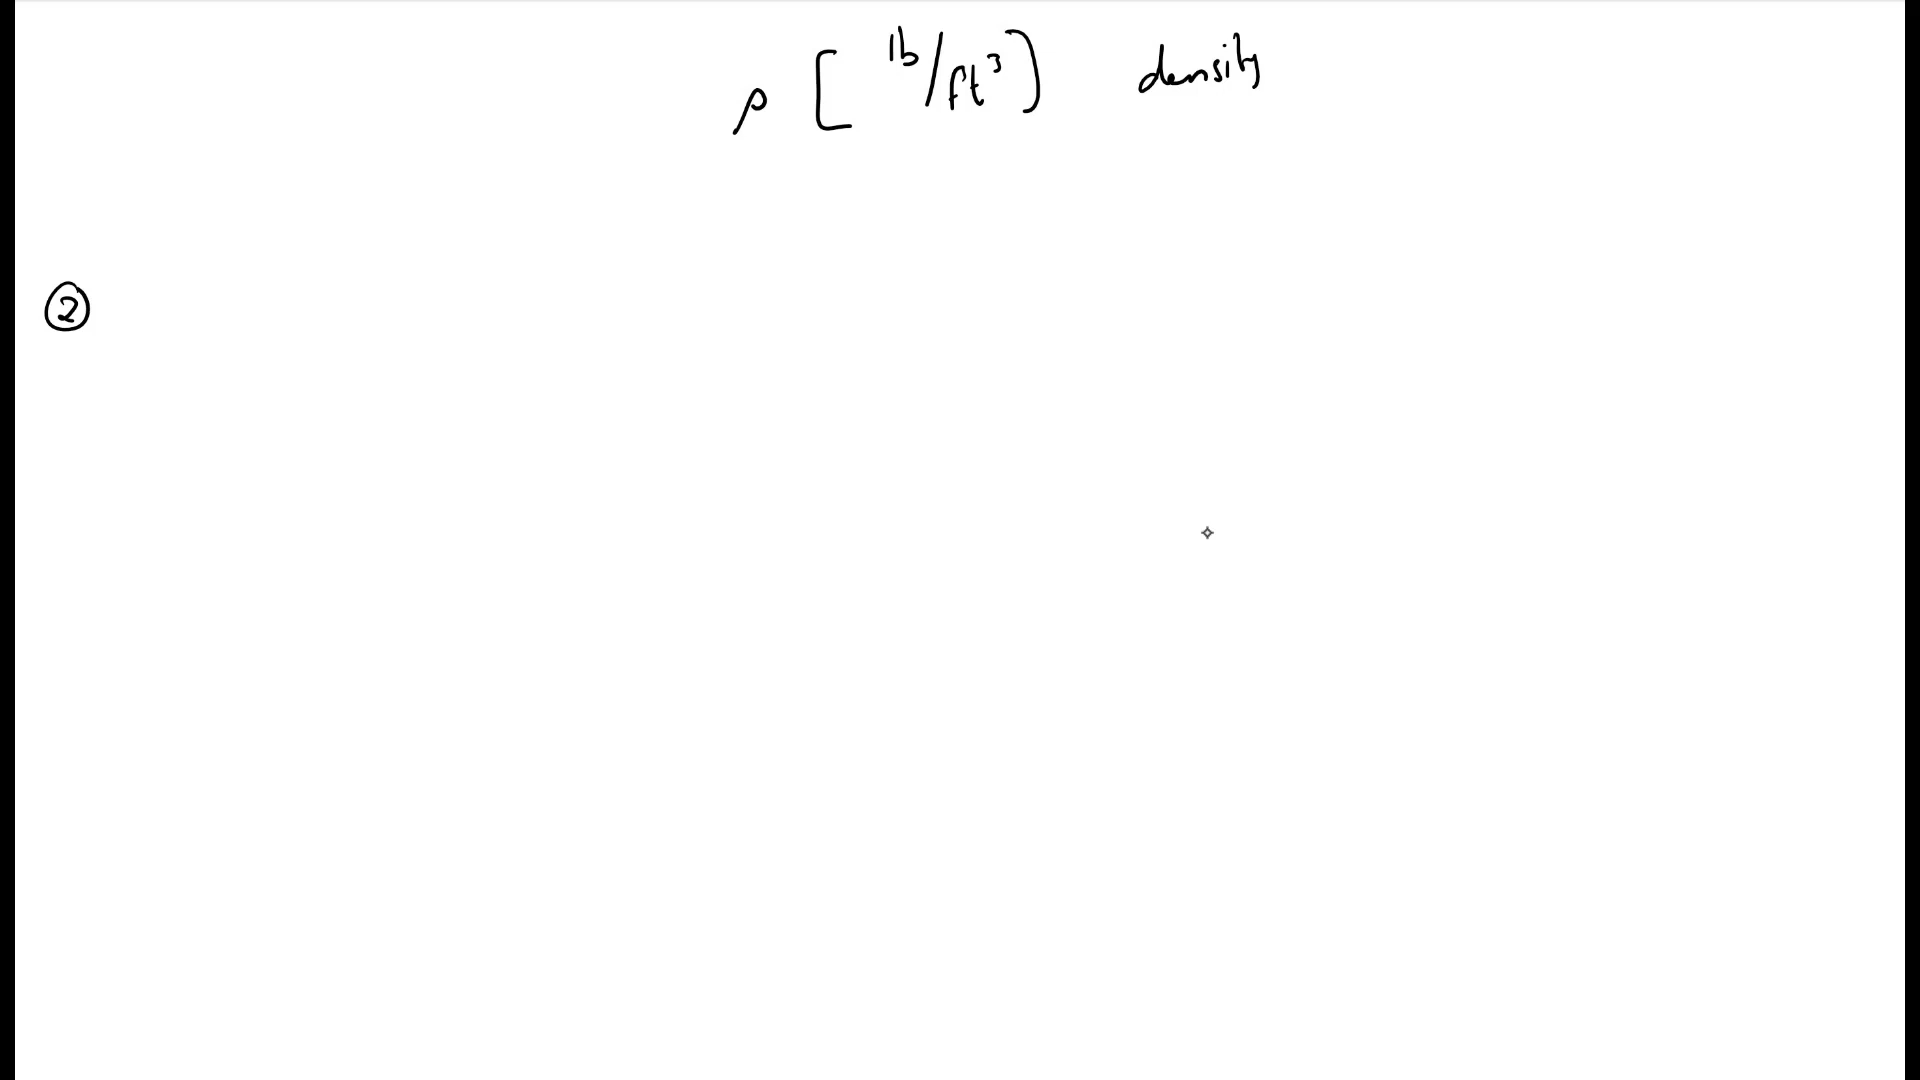 ρ [lb/ft³] density
②